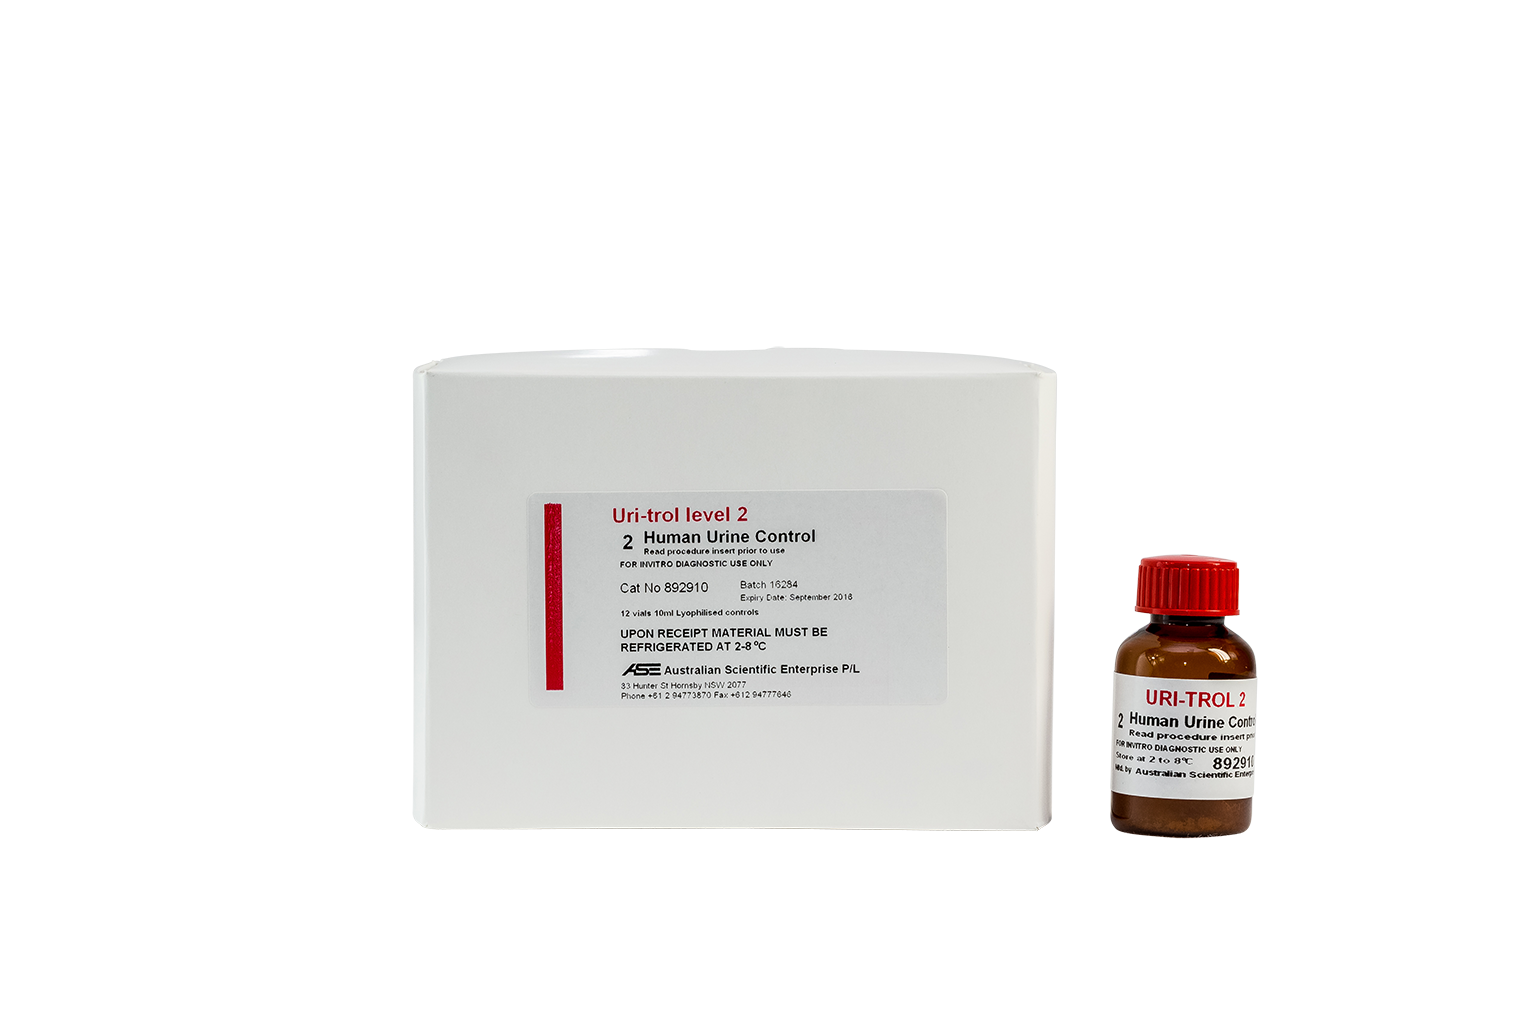 Uri-trol level 2
2 Human Urine Control
Read procedure insert prior to use
FOR INVITRO DIAGNOSTIC USE ONLY
Cat No 892910
Batch 16284
Expiry Date: September 2018
12 vials 10ml Lyophilised controls
UPON RECEIPT MATERIAL MUST BE
REFRIGERATED AT 2-8 ºC
ASE Australian Scientific Enterprise P/L
33 Hunter St Hornsby NSW 2077
Phone +61 2 94773870 Fax +612 94777646
URI-TROL 2
2 Human Urine Contro
Read procedure insert
FOR INVITRO DIAGNOSTIC USE ONLY
Store at 2 to 8ºC
892910
Mfd. by Australian Scientific Enterp